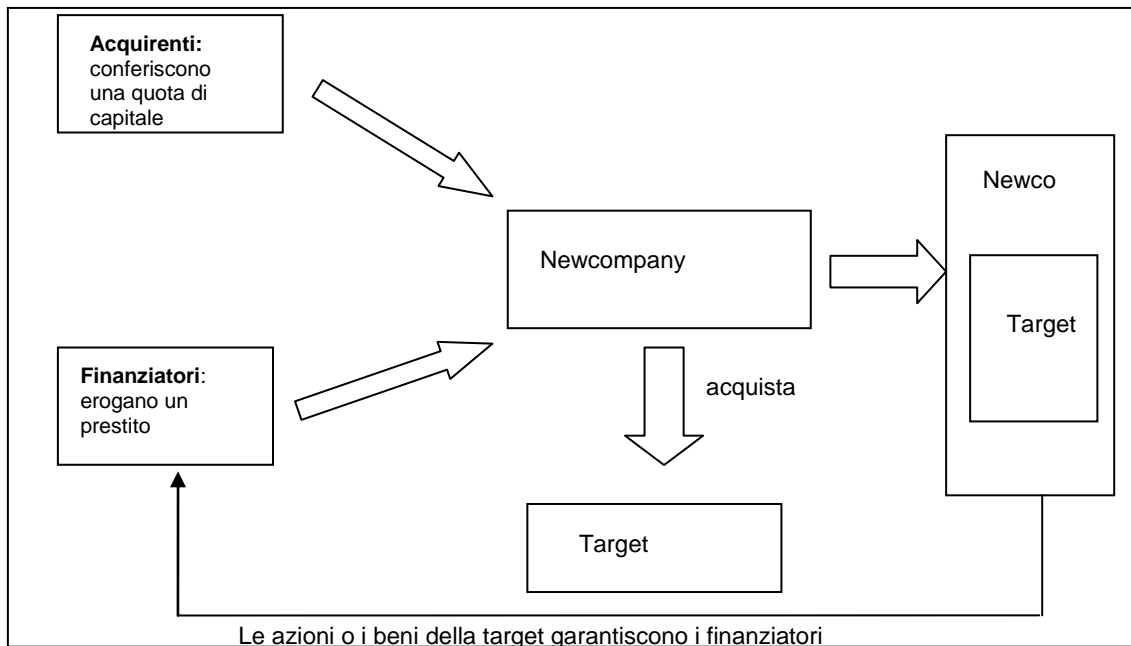 Acquirenti:
conferiscono
una quota di
capitale
Newco
Newcompany
Target
Finanziatori:
erogano un
prestito
acquista
Target
Le azioni o i beni della target garantiscono i finanziatori